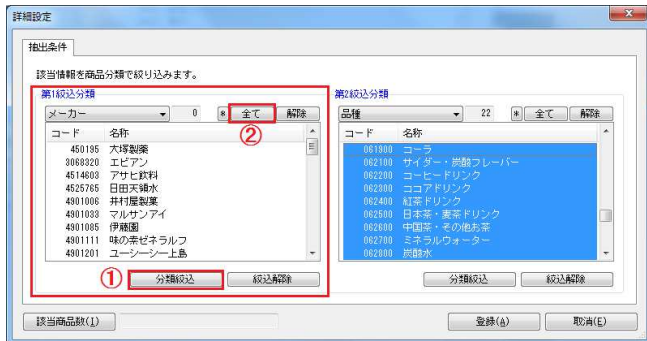 詳細設定
抽出条件
該当情報を商品分類で絞り込みます。
第1絞込分類
メーカー 0 * 全て 解除
②
コード 名称
450195 大塚製薬
3068320 エビアン
4514603 アサヒ飲料
4525765 日田天領水
4901006 井村屋製菓
4901033 マルサンアイ
4901085 伊藤園
4901111 味の素ゼネラルフ
4901201 ユーシーシー上島
① 分類絞込 絞込解除
第2絞込分類
品種 22 * 全て 解除
コード 名称
061900 コーラ
062100 サイダー・炭酸フレーバー
062200 コーヒードリンク
062300 ココアドリンク
062400 紅茶ドリンク
062500 日本茶・麦茶ドリンク
062600 中国茶・その他お茶
062700 ミネラルウォーター
062800 炭酸水
分類絞込 絞込解除
該当商品数(I) 登録(A) 取消(E)